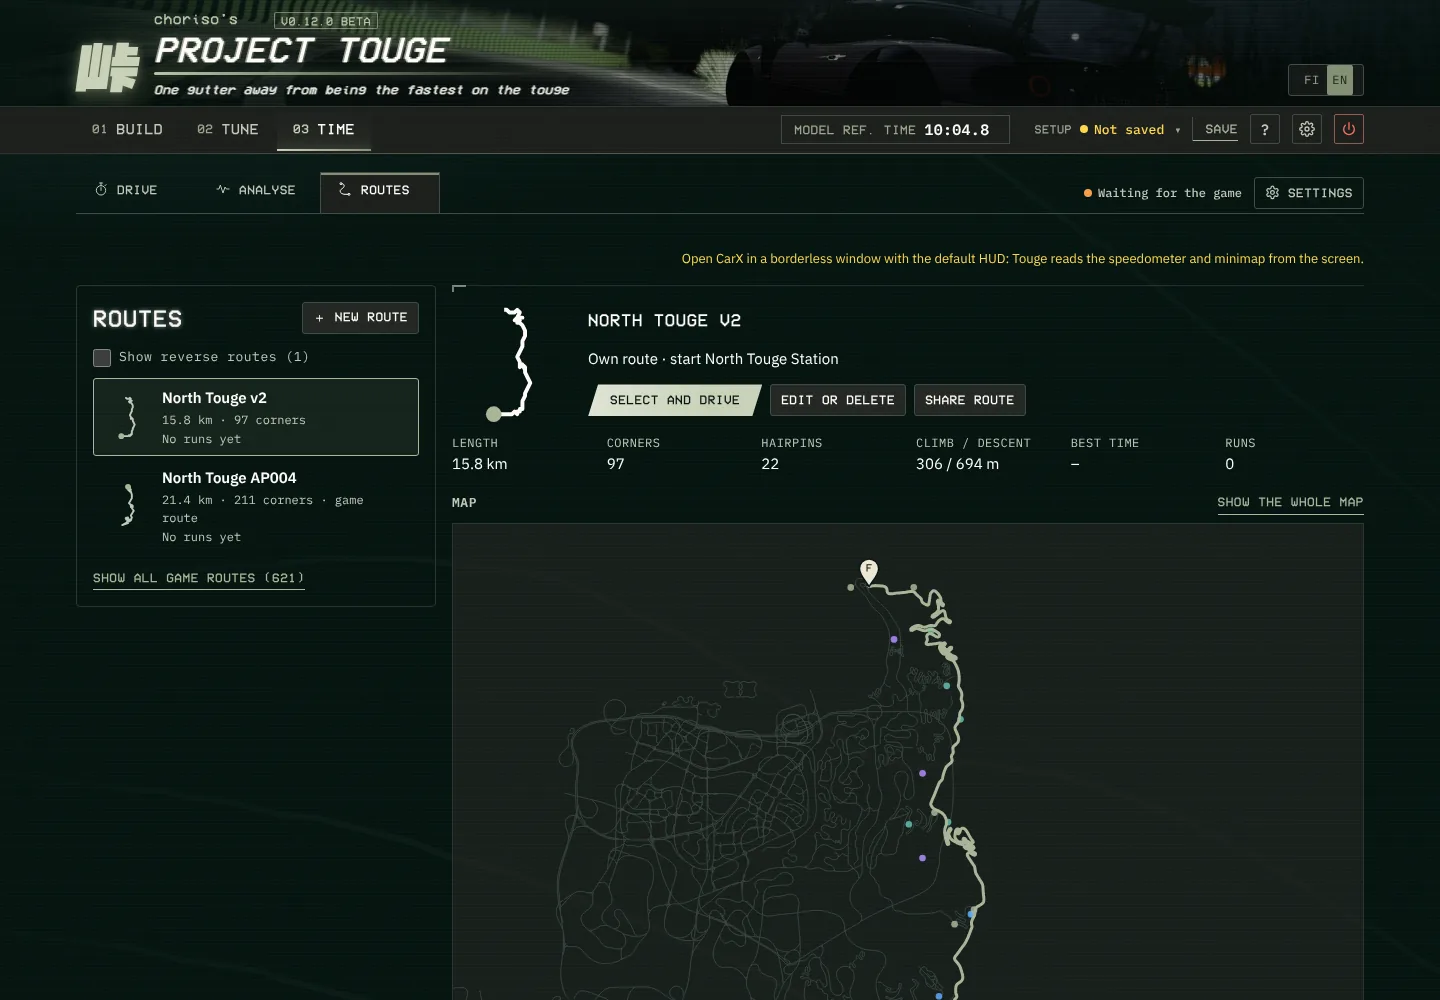 choriso's
V0.12.0 BETA
PROJECT TOUGE
One gutter away from being the fastest on the touge
FI EN
01 BUILD
02 TUNE
03 TIME
MODEL REF. TIME 10:04.8
SETUP Not saved
SAVE
?
DRIVE
ANALYSE
ROUTES
Waiting for the game
SETTINGS
Open CarX in a borderless window with the default HUD: Touge reads the speedometer and minimap from the screen.
ROUTES
+ NEW ROUTE
Show reverse routes (1)
North Touge v2
15.8 km · 97 corners
No runs yet
North Touge AP004
21.4 km · 211 corners · game
route
No runs yet
SHOW ALL GAME ROUTES (621)
NORTH TOUGE V2
Own route · start North Touge Station
SELECT AND DRIVE
EDIT OR DELETE
SHARE ROUTE
LENGTH
15.8 km
CORNERS
97
HAIRPINS
22
CLIMB / DESCENT
306 / 694 m
BEST TIME
–
RUNS
0
MAP
SHOW THE WHOLE MAP
F